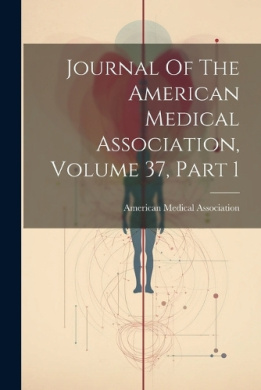 Journal Of The
American
Medical
Association,
Volume 37, Part 1
American Medical Association